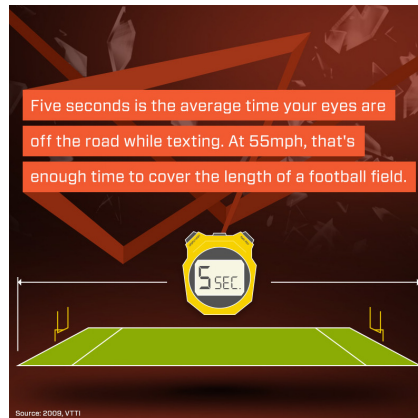 Five seconds is the average time your eyes are
off the road while texting. At 55mph, that's
enough time to cover the length of a football field.
5 SEC.
Source: 2009, VTTI